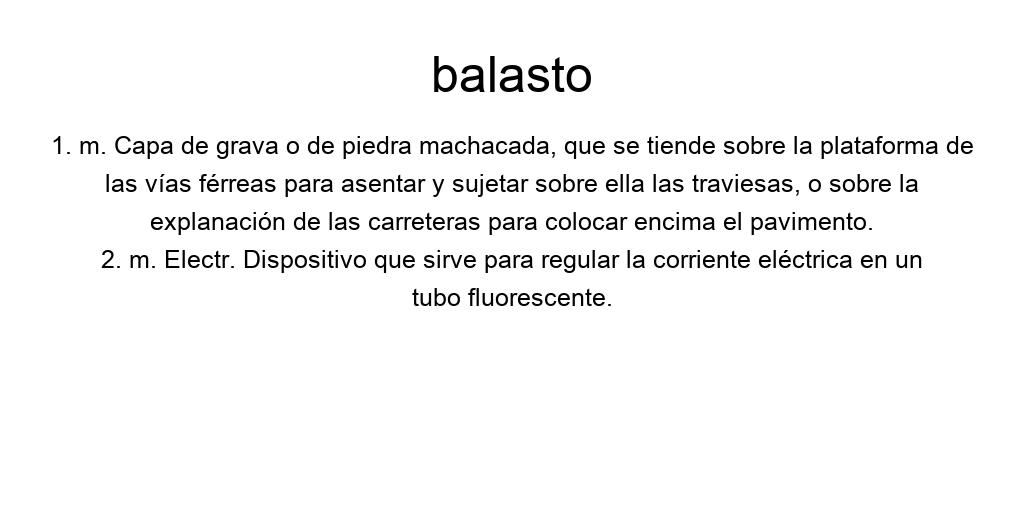 balasto
1. m. Capa de grava o de piedra machacada, que se tiende sobre la plataforma de
las vías férreas para asentar y sujetar sobre ella las traviesas, o sobre la
explanación de las carreteras para colocar encima el pavimento.
2. m. Electr. Dispositivo que sirve para regular la corriente eléctrica en un
tubo fluorescente.